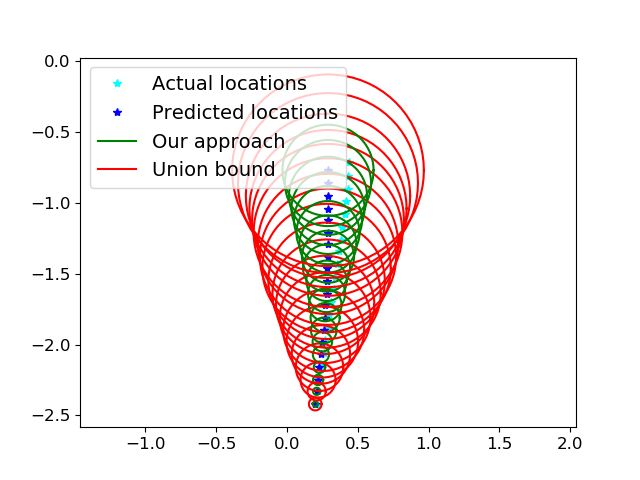 Actual locations
Predicted locations
Our approach
Union bound
0.0
−0.5
−1.0
−1.5
−2.0
−2.5
−1.0 −0.5 0.0 0.5 1.0 1.5 2.0